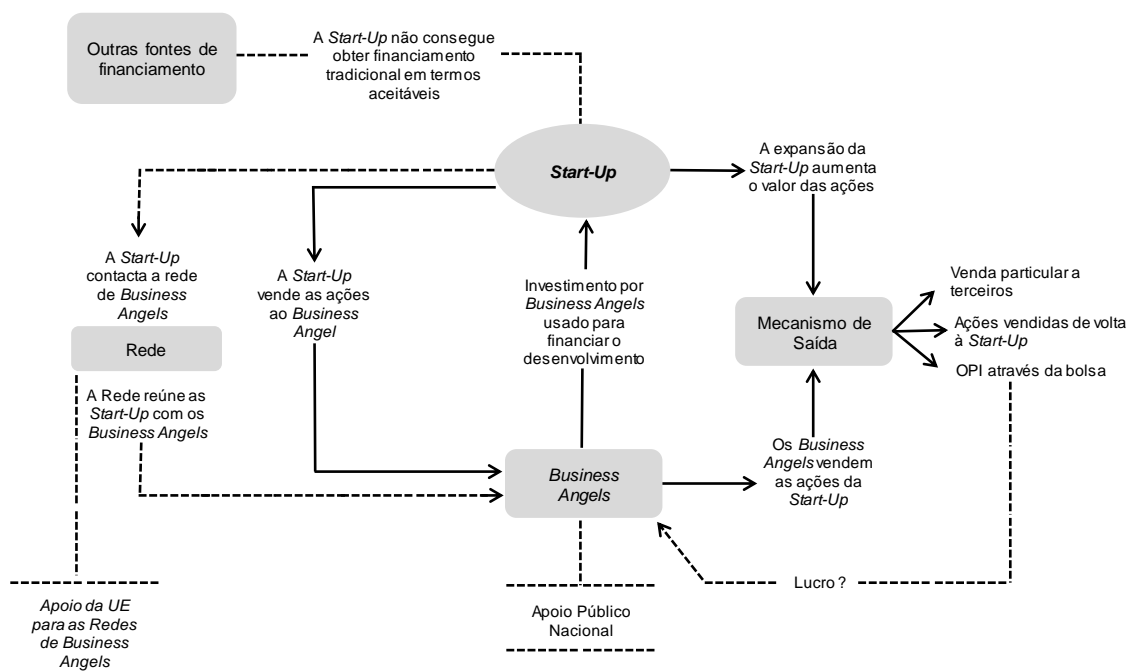 Outras fontes de
financiamento
A Start-Up não consegue
obter financiamento
tradicional em termos
aceitáveis
Start-Up
A expansão da
Start-Up aumenta
o valor das ações
A Start-Up
contacta a rede
de Business
Angels
Rede
A Rede reúne as
Start-Up com os
Business Angels
A Start-Up
vende as ações
ao Business
Angel
Investimento por
Business Angels
usado para
financiar o
desenvolvimento
Mecanismo de
Saída
Venda particular a
terceiros
Ações vendidas de volta
à Start-Up
OPI através da bolsa
Business
Angels
Os Business
Angels vendem
as ações da
Start-Up
Lucro ?
Apoio da UE
para as Redes
de Business
Angels
Apoio Público
Nacional